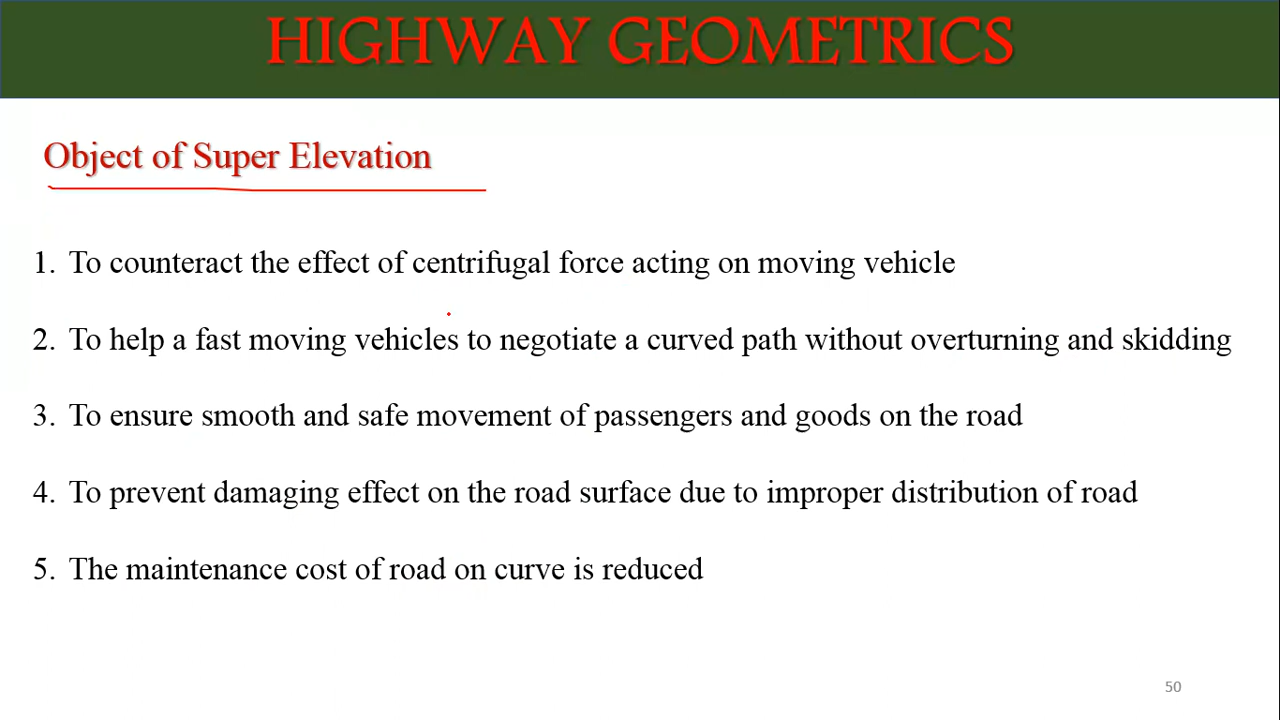 HIGHWAY GEOMETRICS
Object of Super Elevation
1. To counteract the effect of centrifugal force acting on moving vehicle
2. To help a fast moving vehicles to negotiate a curved path without overturning and skidding
3. To ensure smooth and safe movement of passengers and goods on the road
4. To prevent damaging effect on the road surface due to improper distribution of road
5. The maintenance cost of road on curve is reduced
50